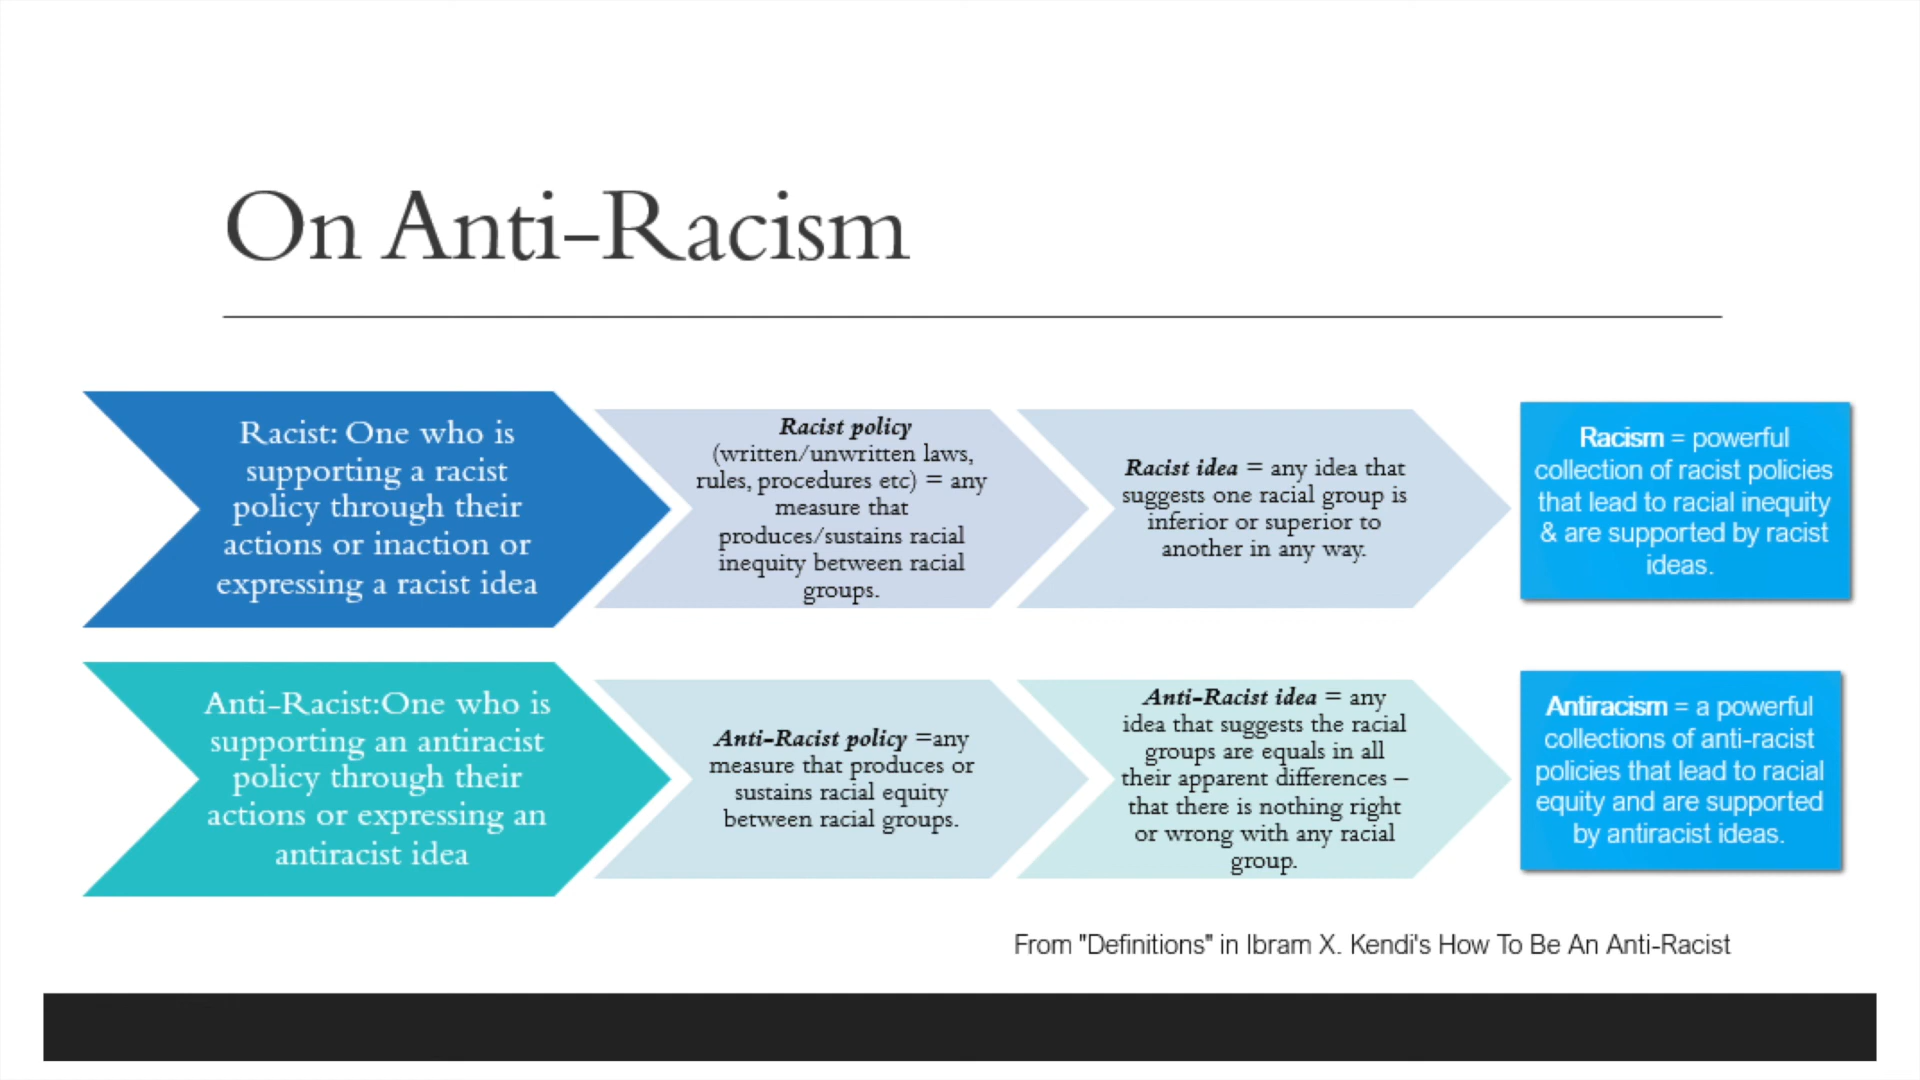 On Anti-Racism
Racist: One who is
supporting a racist
policy through their
actions or inaction or
expressing a racist idea
Racist policy
(written/unwritten laws,
rules, procedures etc) = any
measure that
produces/sustains racial
inequity between racial
groups.
Racist idea = any idea that
suggests one racial group is
inferior or superior to
another in any way.
Racism = powerful
collection of racist policies
that lead to racial inequity
& are supported by racist
ideas.
Anti-Racist:One who is
supporting an antiracist
policy through their
actions or expressing an
antiracist idea
Anti-Racist policy =any
measure that produces or
sustains racial equity
between racial groups.
Anti-Racist idea = any
idea that suggests the racial
groups are equals in all
their apparent differences –
that there is nothing right
or wrong with any racial
group.
Antiracism = a powerful
collections of anti-racist
policies that lead to racial
equity and are supported
by antiracist ideas.
From "Definitions" in Ibram X. Kendi's How To Be An Anti-Racist